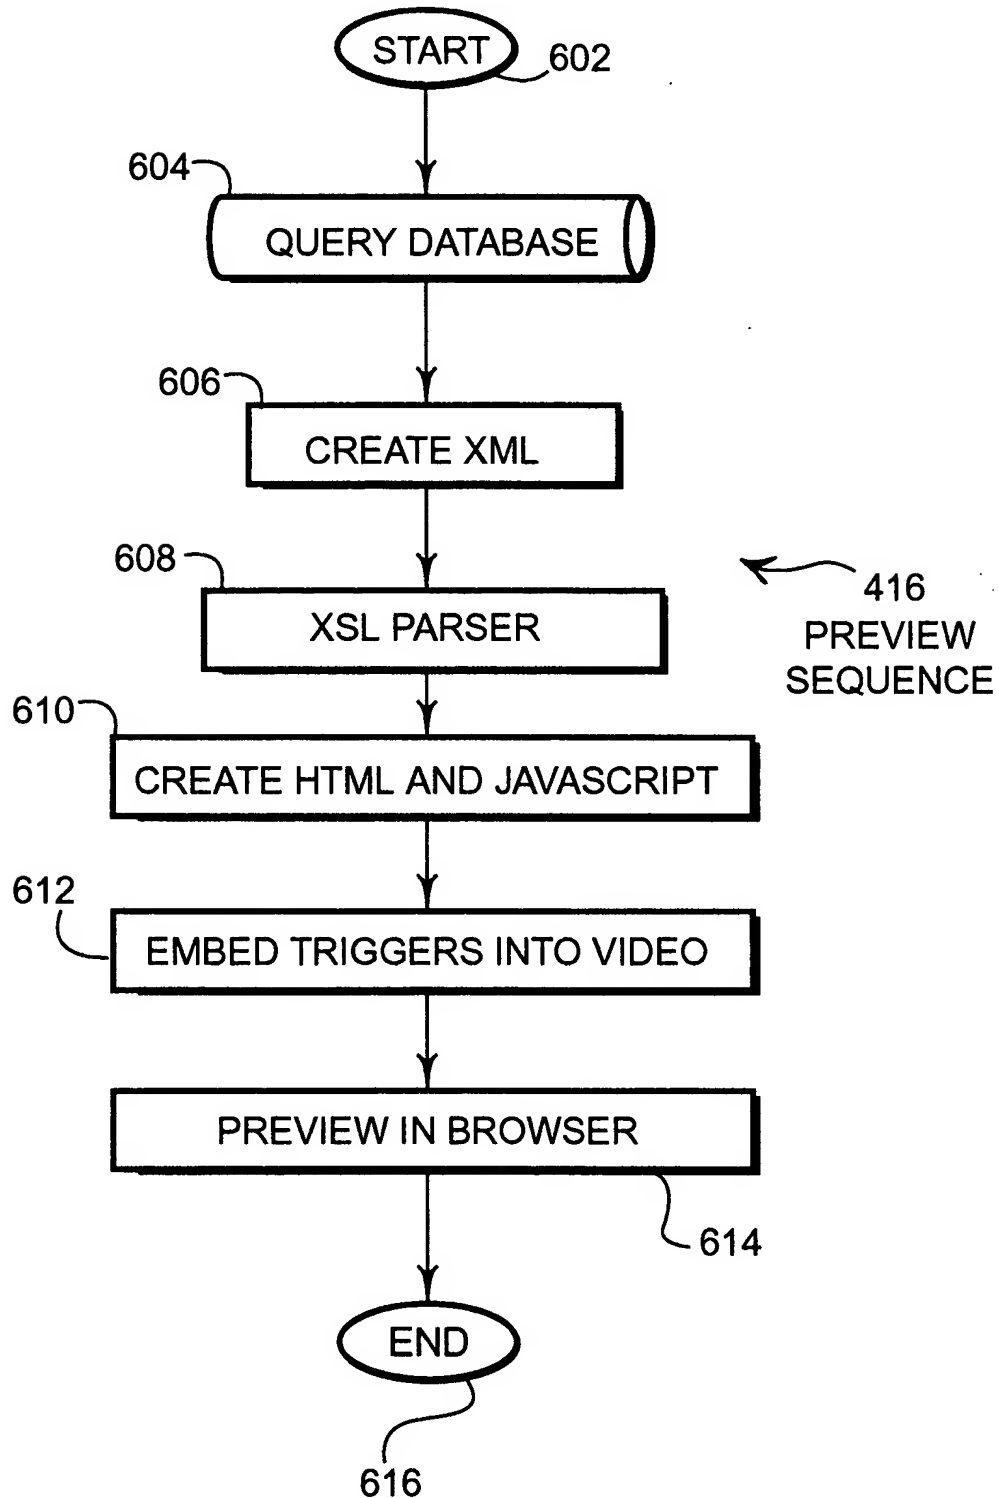 START
602
604
QUERY DATABASE
606
CREATE XML
608
XSL PARSER
416
PREVIEW
SEQUENCE
610
CREATE HTML AND JAVASCRIPT
612
EMBED TRIGGERS INTO VIDEO
PREVIEW IN BROWSER
614
END
616